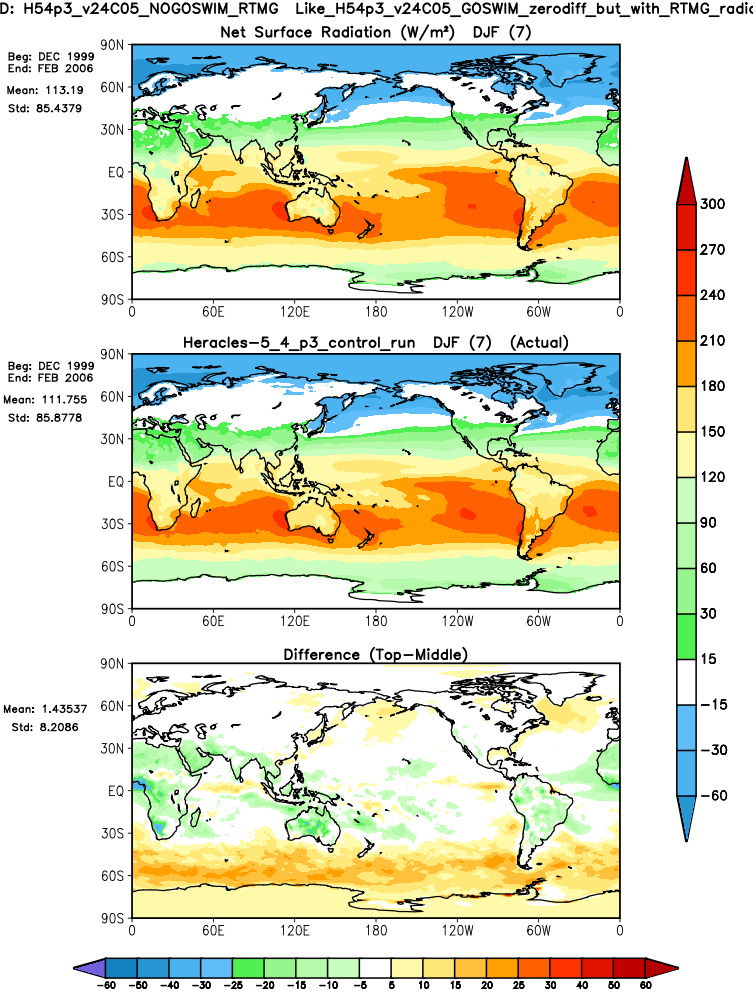 D: H54p3_v24C05_NOGOSWIM_RTMG Like_H54p3_v24C05_GOSWIM_zerodiff_but_with_RTMG_radic
Net Surface Radiation (W/m²) DJF (7)
Beg: DEC 1999
End: FEB 2006
Mean: 113.19
Std: 85.4379
90N
60N
30N
EQ
30S
60S
90S
0 60E 120E 180 120W 60W 0
Heracles-5_4_p3_control_run DJF (7) (Actual)
Beg: DEC 1999
End: FEB 2006
Mean: 111.755
Std: 85.8778
90N
60N
30N
EQ
30S
60S
90S
0 60E 120E 180 120W 60W 0
Difference (Top-Middle)
Mean: 1.43537
Std: 8.2086
90N
60N
30N
EQ
30S
60S
90S
0 60E 120E 180 120W 60W 0
300
270
240
210
180
150
120
90
60
30
15
-15
-30
-60
-60 -50 -40 -35 -30 -25 -20 -15 -10 -5 5 10 15 20 25 30 40 50 60